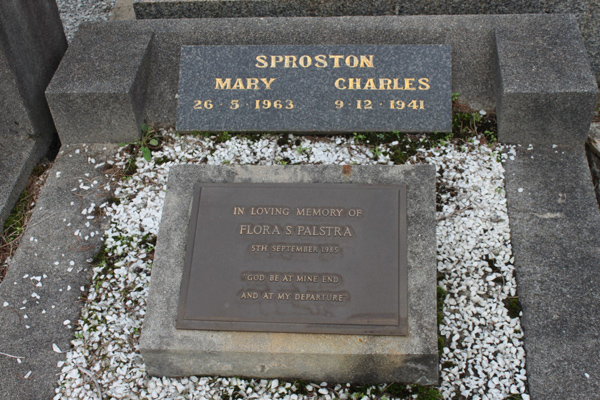 SPROSTON
MARY CHARLES
26·5·1963 9·12·1941
IN LOVING MEMORY OF
FLORA S. PALSTRA
5TH SEPTEMBER 1985
"GOD BE AT MINE END
AND AT MY DEPARTURE"